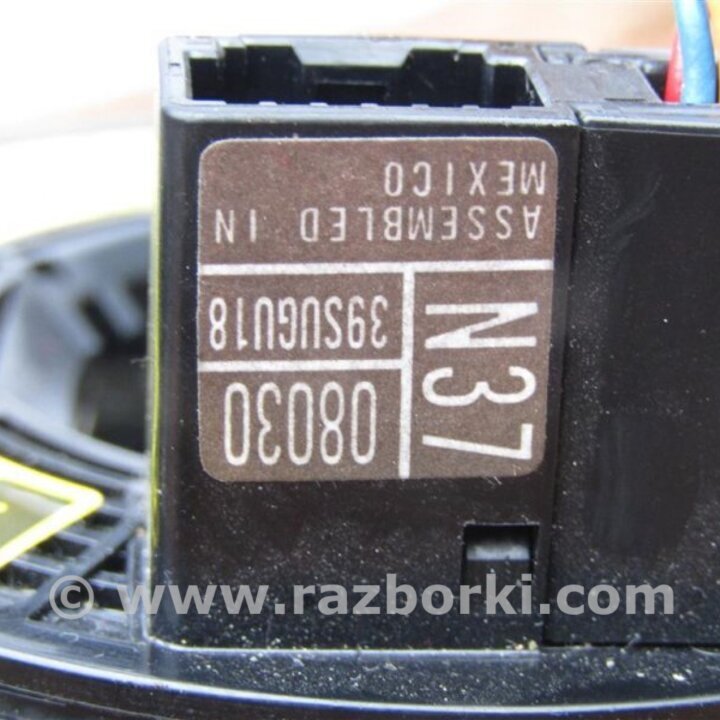 N37
08030
39SUGU18
ASSEMBLED IN
MEXICO
© www.razborki.com